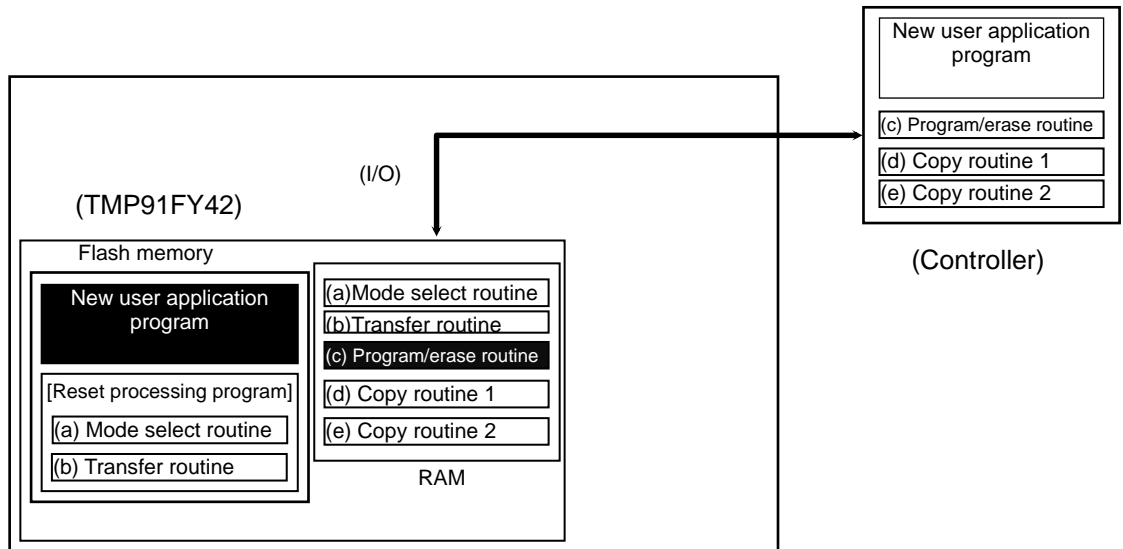 New user application
program
(c) Program/erase routine
(d) Copy routine 1
(e) Copy routine 2
(Controller)
(I/O)
(TMP91FY42)
Flash memory
New user application
program
[Reset processing program]
(a) Mode select routine
(b) Transfer routine
(a)Mode select routine
(b)Transfer routine
(c) Program/erase routine
(d) Copy routine 1
(e) Copy routine 2
RAM